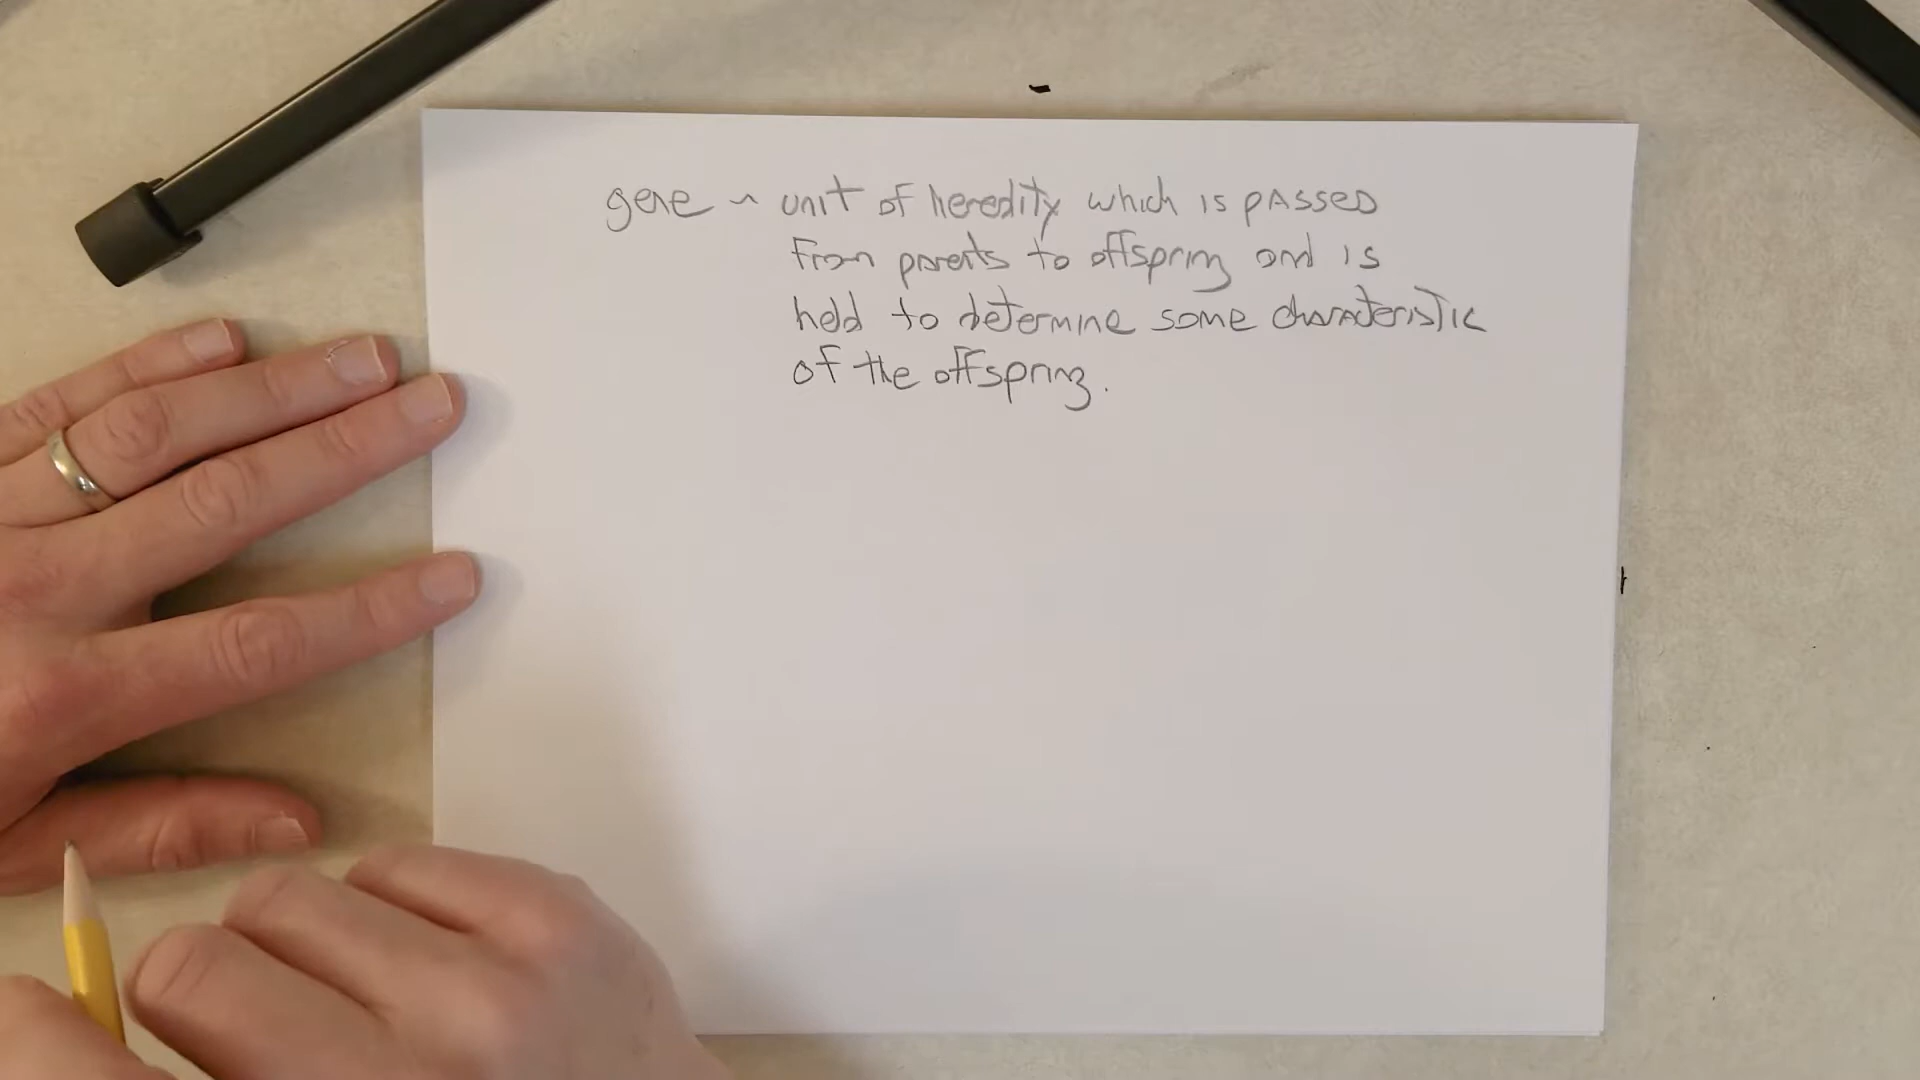 gene ~ unit of heredity which is passed
from parents to offspring and is
held to determine some characteristic
of the offspring.